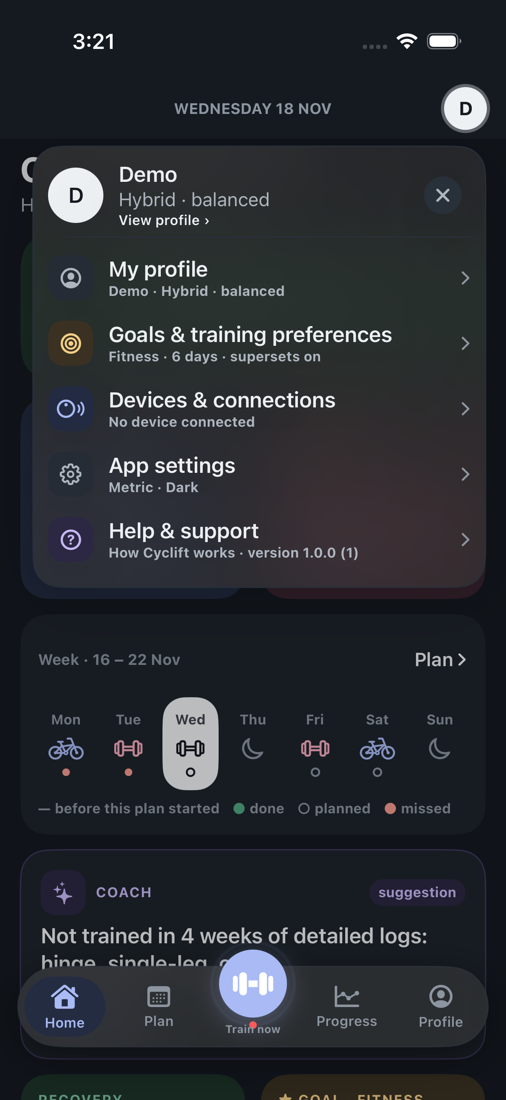 3:21
WEDNESDAY 18 NOV
D
D
Demo
Hybrid · balanced
View profile ›
My profile
Demo · Hybrid · balanced
Goals & training preferences
Fitness · 6 days · supersets on
Devices & connections
No device connected
App settings
Metric · Dark
Help & support
How Cyclift works · version 1.0.0 (1)
Week · 16 – 22 Nov
Plan
Mon Tue Wed Thu Fri Sat Sun
— before this plan started done planned missed
COACH
suggestion
Not trained in 4 weeks of detailed logs:
hinge, single-leg,
Home
Plan
Train now
Progress
Profile
RECOVERY
GOAL · FITNESS